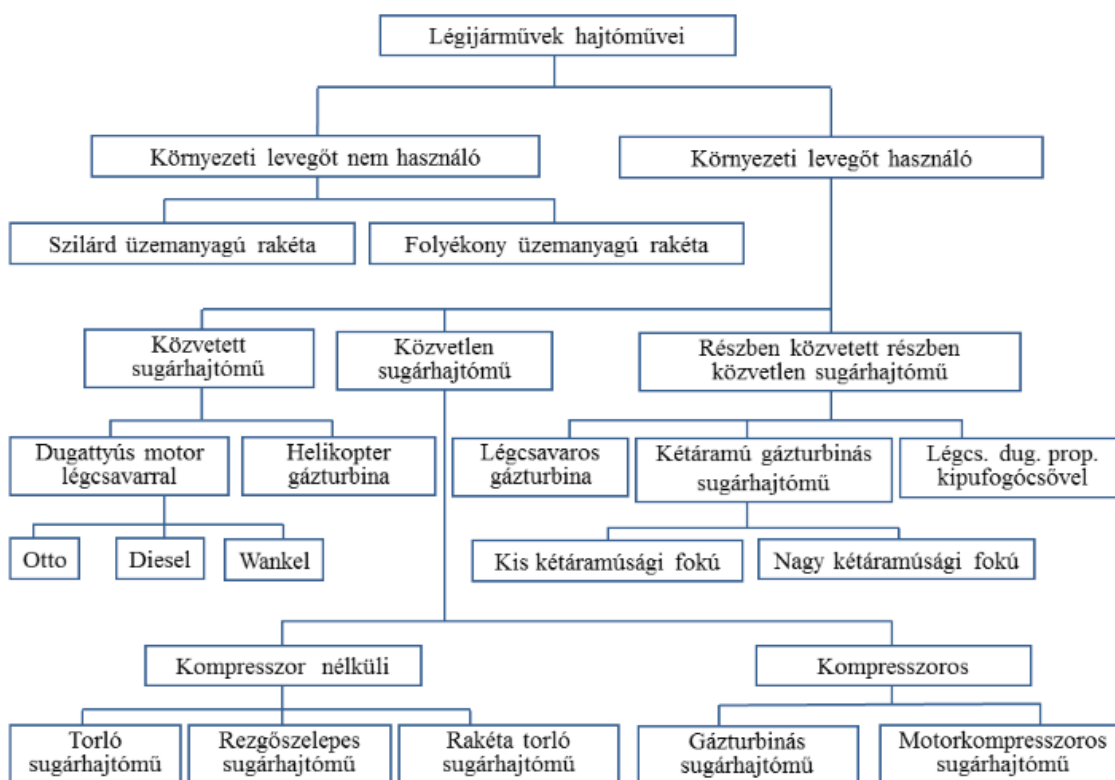 Légijárművek hajtóművei
Környezeti levegőt nem használó
Környezeti levegőt használó
Szilárd üzemanyagú rakéta
Folyékony üzemanyagú rakéta
Közvetett
sugárhajtómű
Közvetlen
sugárhajtómű
Részben közvetett részben
közvetlen sugárhajtómű
Dugattyús motor
légcsavarral
Helikopter
gázturbina
Légcsavaros
gázturbina
Kétáramú gázturbinás
sugárhajtómű
Légcs. dug. prop.
kipufogócsővel
Otto
Diesel
Wankel
Kis kétáramúsági fokú
Nagy kétáramúsági fokú
Kompresszor nélküli
Kompresszoros
Torló
sugárhajtómű
Rezgőszelepes
sugárhajtómű
Rakéta torló
sugárhajtómű
Gázturbinás
sugárhajtómű
Motorkompresszoros
sugárhajtómű